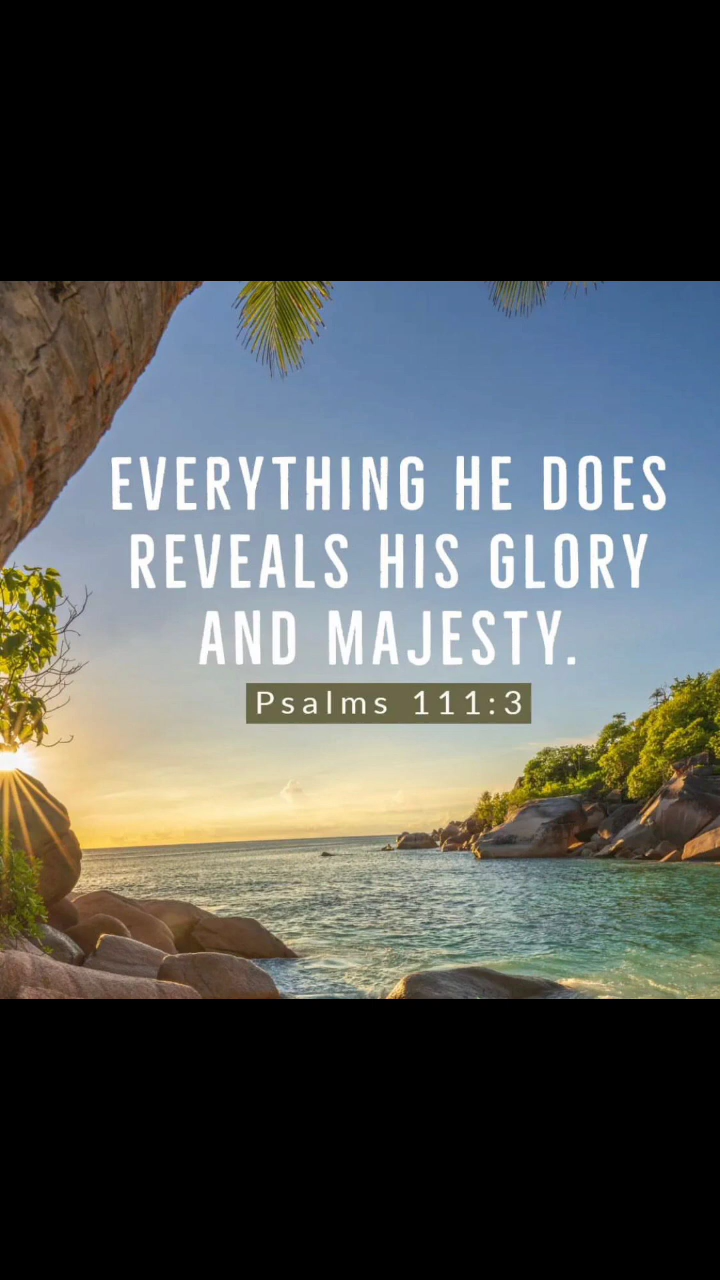 EVERYTHING HE DOES
REVEALS HIS GLORY
AND MAJESTY.
Psalms 111:3